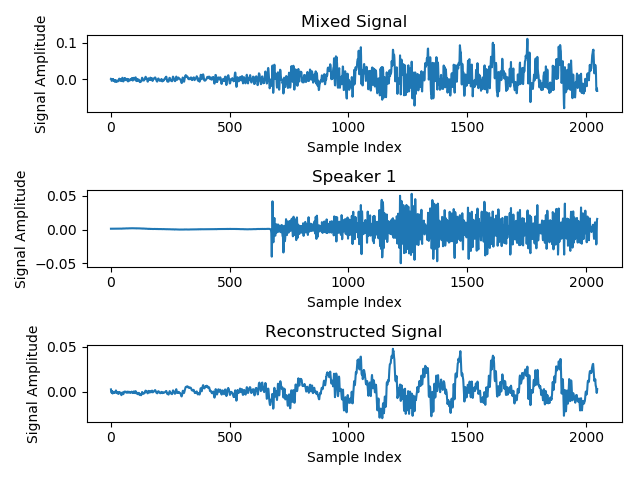 Mixed Signal
Signal Amplitude
0.1
0.0
0
500
1000
1500
2000
Sample Index
Speaker 1
Signal Amplitude
0.05
0.00
−0.05
0
500
1000
1500
2000
Sample Index
Reconstructed Signal
Signal Amplitude
0.05
0.00
0
500
1000
1500
2000
Sample Index